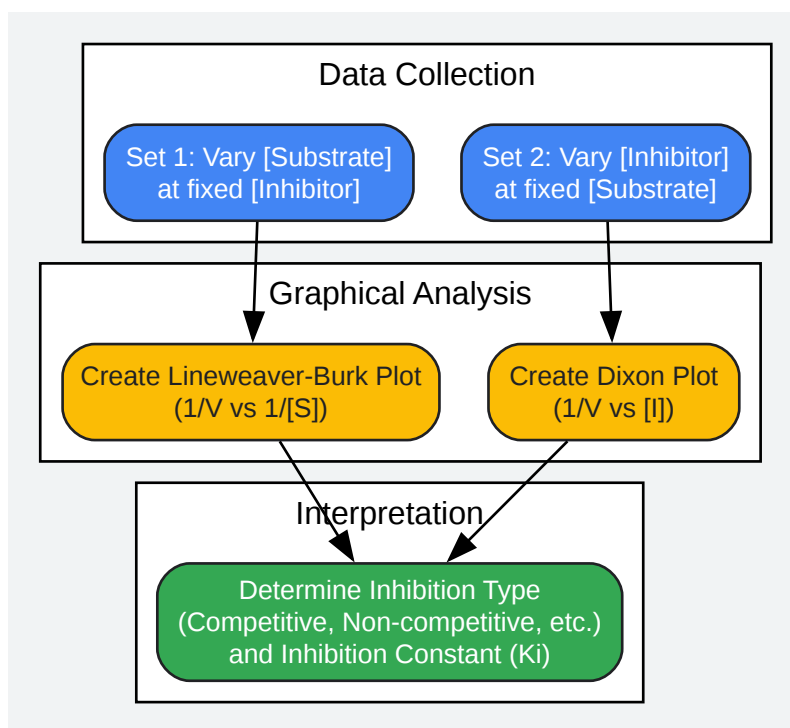 Data Collection
Set 1: Vary [Substrate]
at fixed [Inhibitor]
Set 2: Vary [Inhibitor]
at fixed [Substrate]
Graphical Analysis
Create Lineweaver-Burk Plot
(1/V vs 1/[S])
Create Dixon Plot
(1/V vs [I])
Interpretation
Determine Inhibition Type
(Competitive, Non-competitive, etc.)
and Inhibition Constant (Ki)